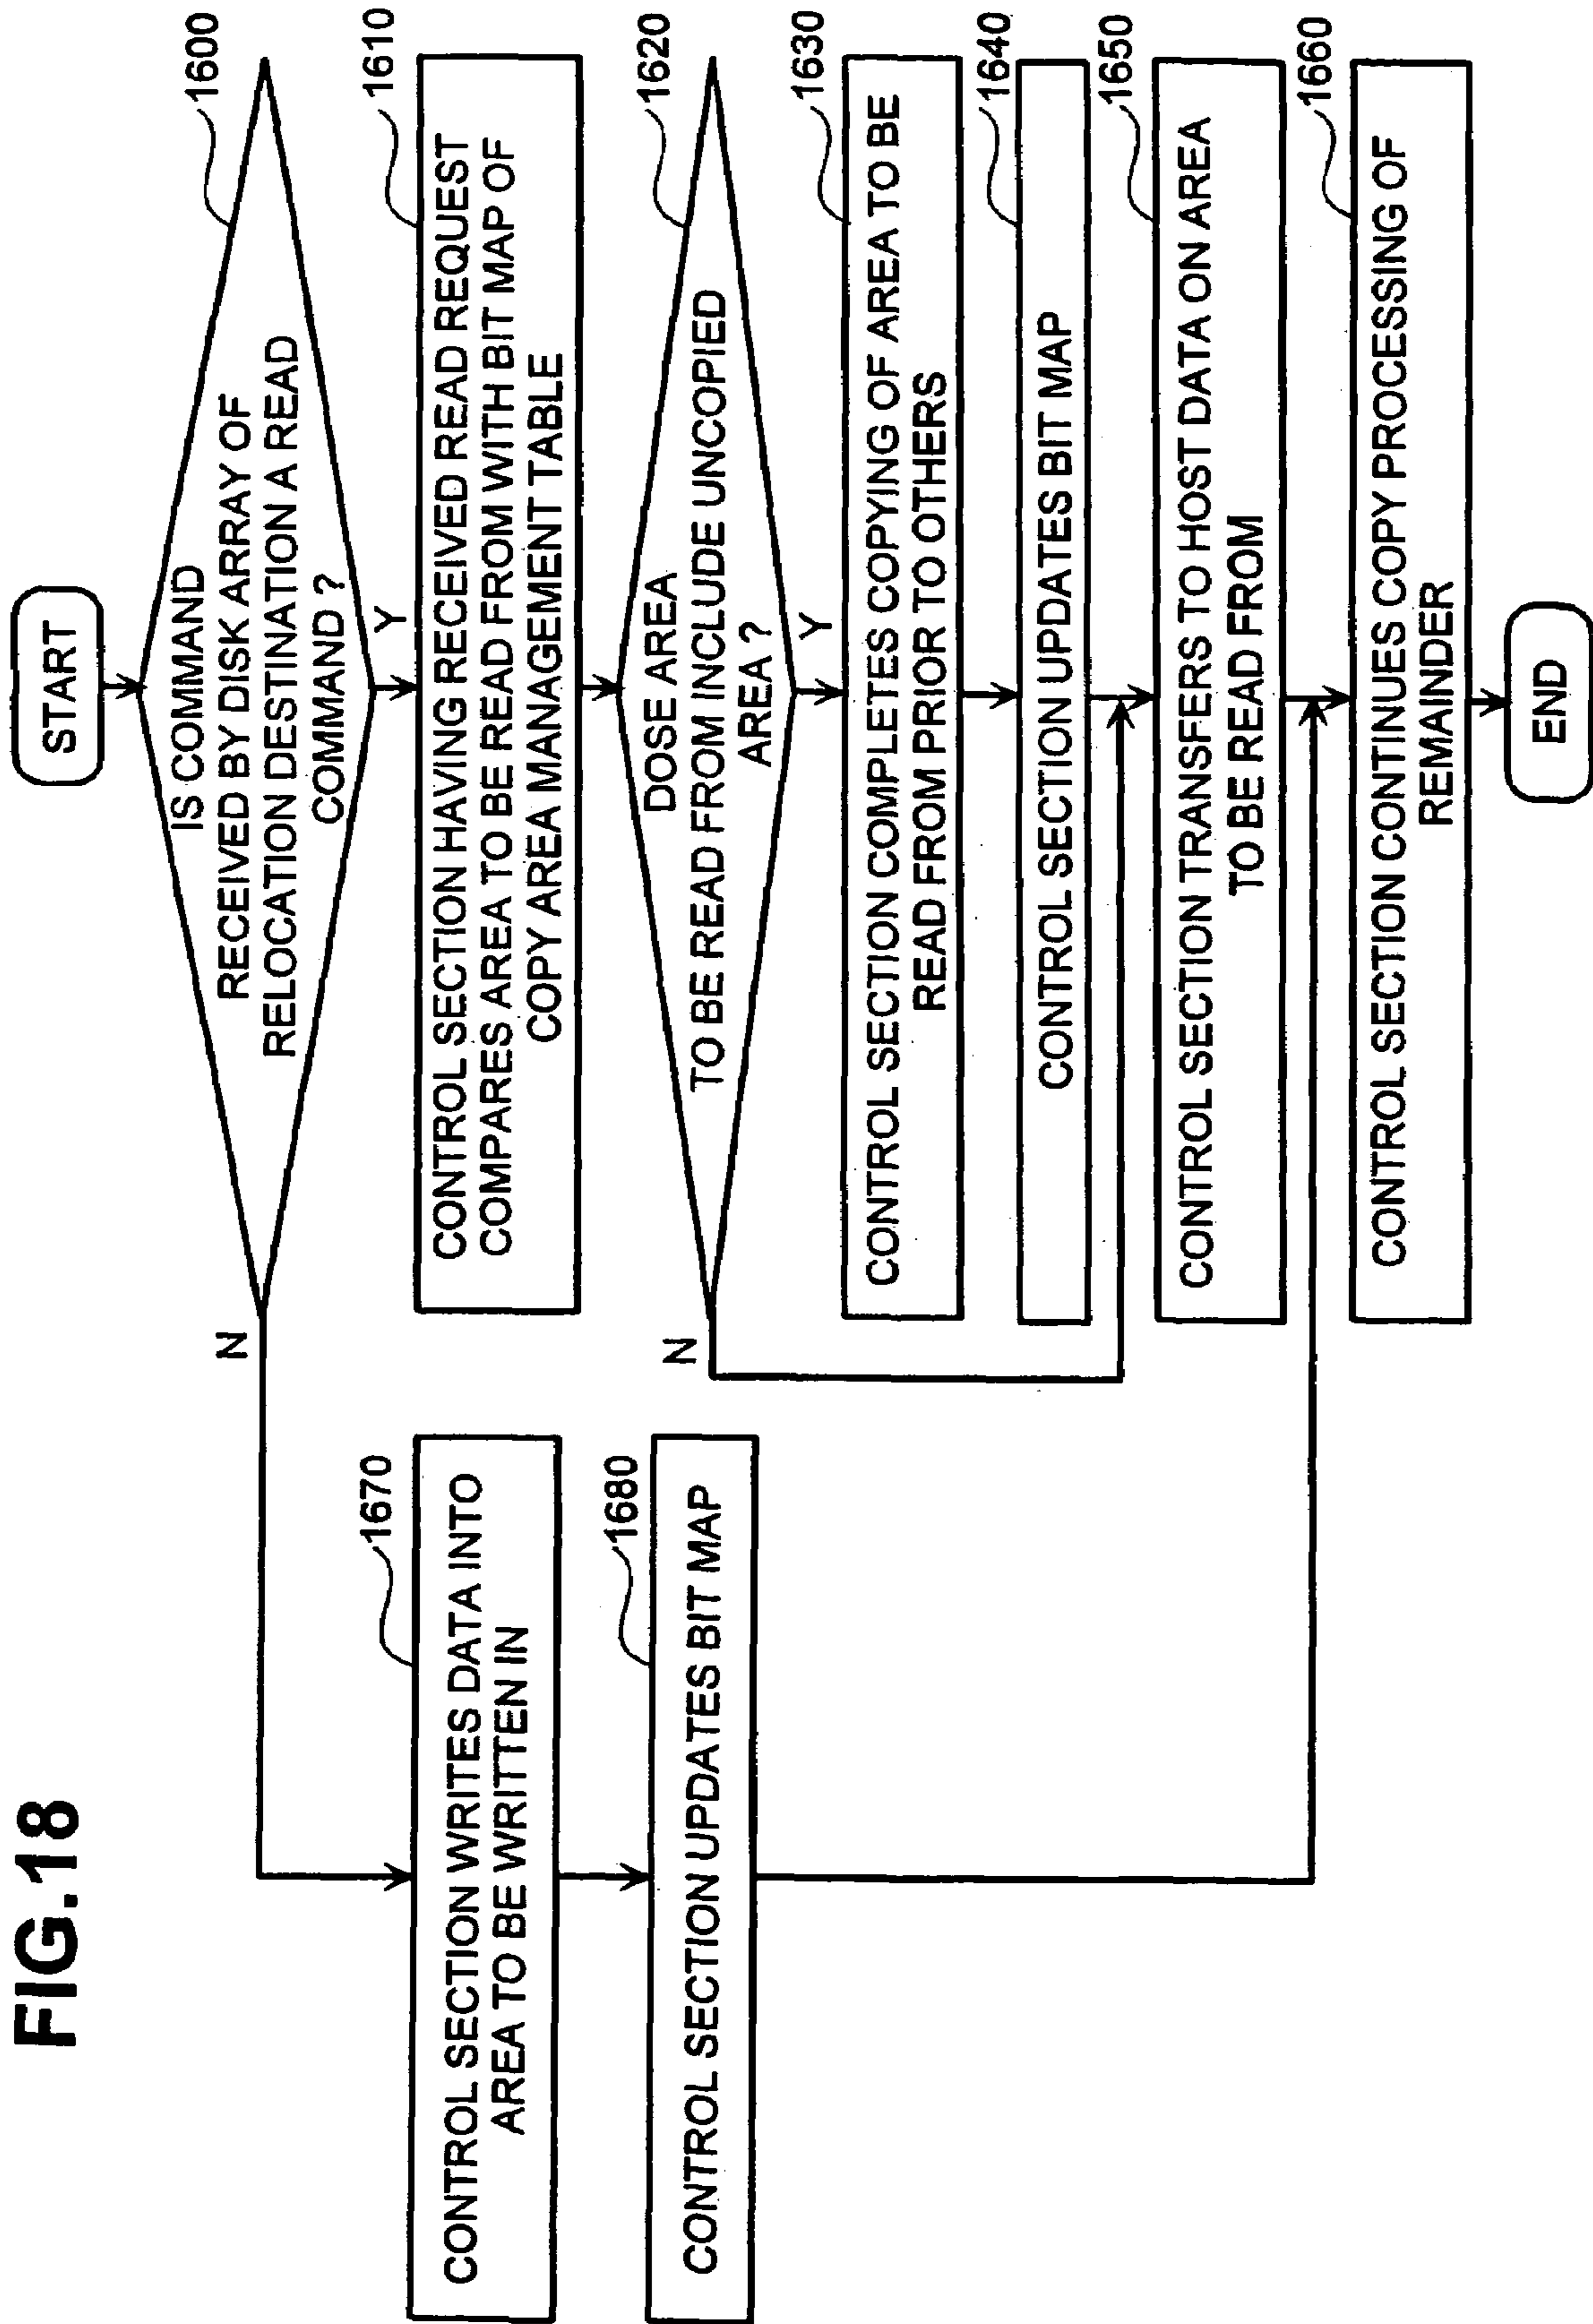 FIG.18
START
1600
IS COMMAND
RECEIVED BY DISK ARRAY OF
RELOCATION DESTINATION A READ
COMMAND ?
N
Y
1610
CONTROL SECTION HAVING RECEIVED READ REQUEST
COMPARES AREA TO BE READ FROM WITH BIT MAP OF
COPY AREA MANAGEMENT TABLE
1620
DOSE AREA
TO BE READ FROM INCLUDE UNCOPIED
AREA ?
N
Y
1630
CONTROL SECTION COMPLETES COPYING OF AREA TO BE
READ FROM PRIOR TO OTHERS
1640
CONTROL SECTION UPDATES BIT MAP
1650
CONTROL SECTION TRANSFERS TO HOST DATA ON AREA
TO BE READ FROM
1660
CONTROL SECTION CONTINUES COPY PROCESSING OF
REMAINDER
END
1670
CONTROL SECTION WRITES DATA INTO
AREA TO BE WRITTEN IN
1680
CONTROL SECTION UPDATES BIT MAP